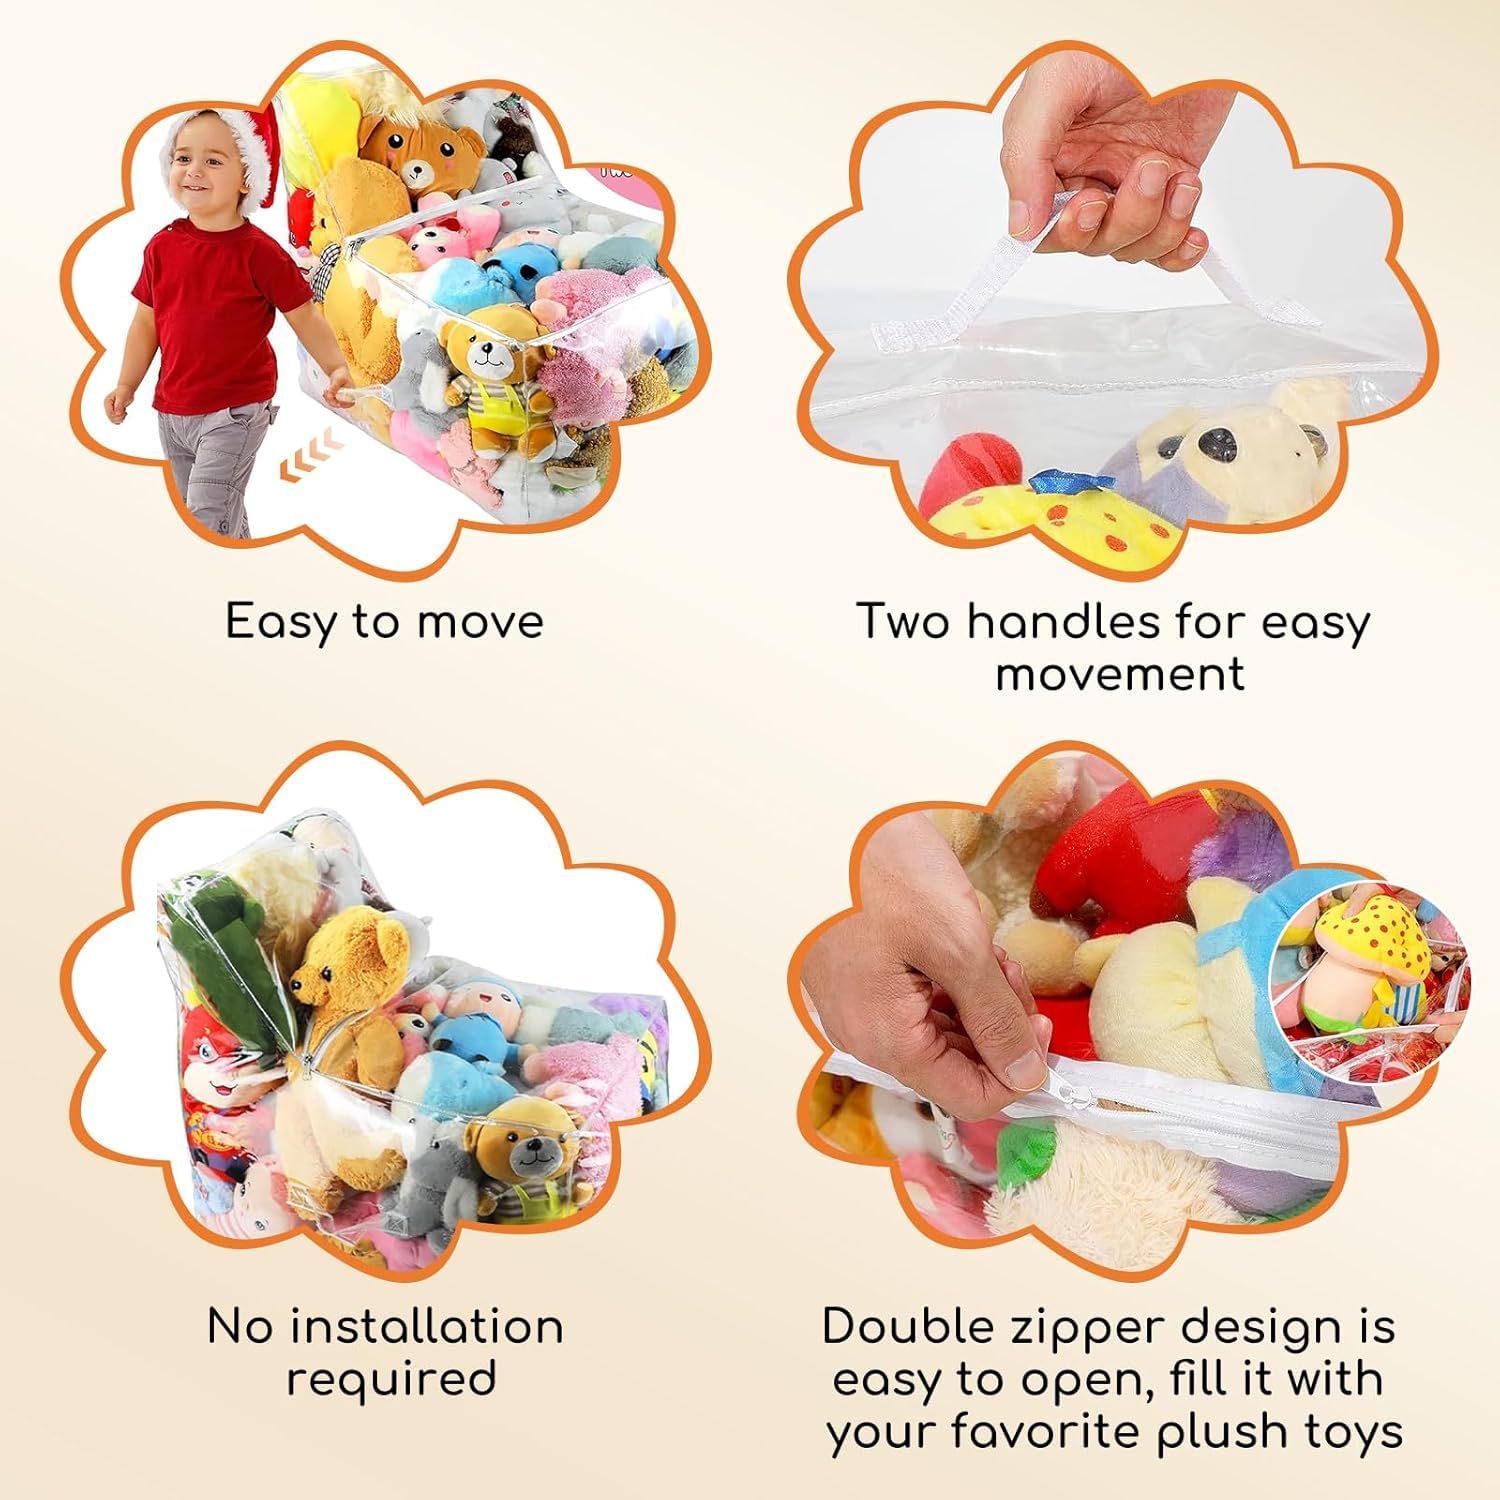 Easy to move
Two handles for easy
movement
No installation
required
Double zipper design is
easy to open, fill it with
your favorite plush toys